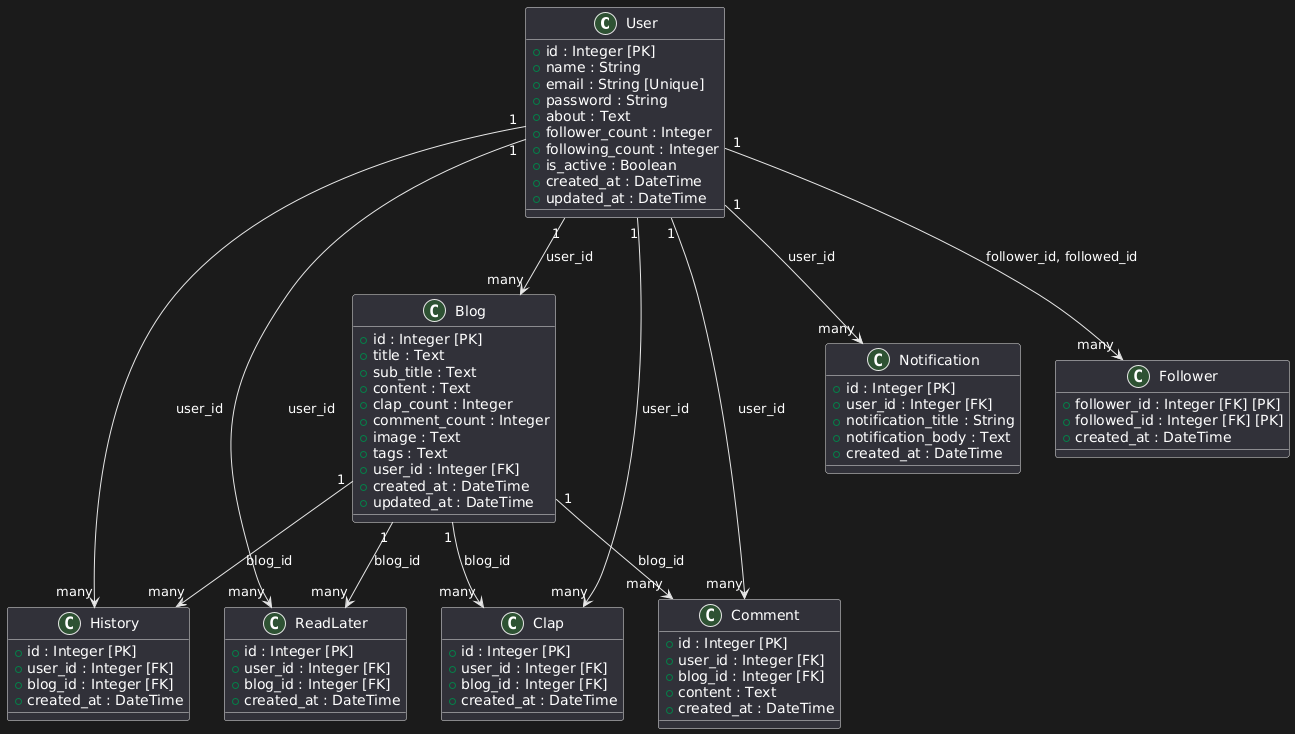 C User
id : Integer [PK]
name : String
email : String [Unique]
password : String
about : Text
follower_count : Integer
following_count : Integer
is_active : Boolean
created_at : DateTime
updated_at : DateTime
1
1
1
1
1
1
1
user_id
user_id
follower_id, followed_id
many
many
many
C Blog
id : Integer [PK]
title : Text
sub_title : Text
content : Text
clap_count : Integer
comment_count : Integer
image : Text
tags : Text
user_id : Integer [FK]
created_at : DateTime
updated_at : DateTime
C Notification
id : Integer [PK]
user_id : Integer [FK]
notification_title : String
notification_body : Text
created_at : DateTime
C Follower
follower_id : Integer [FK] [PK]
followed_id : Integer [FK] [PK]
created_at : DateTime
user_id
user_id
user_id
user_id
1
1
1
1
blog_id
blog_id
blog_id
blog_id
many
many
many
many
many
many
many
many
C History
id : Integer [PK]
user_id : Integer [FK]
blog_id : Integer [FK]
created_at : DateTime
C ReadLater
id : Integer [PK]
user_id : Integer [FK]
blog_id : Integer [FK]
created_at : DateTime
C Clap
id : Integer [PK]
user_id : Integer [FK]
blog_id : Integer [FK]
created_at : DateTime
C Comment
id : Integer [PK]
user_id : Integer [FK]
blog_id : Integer [FK]
content : Text
created_at : DateTime